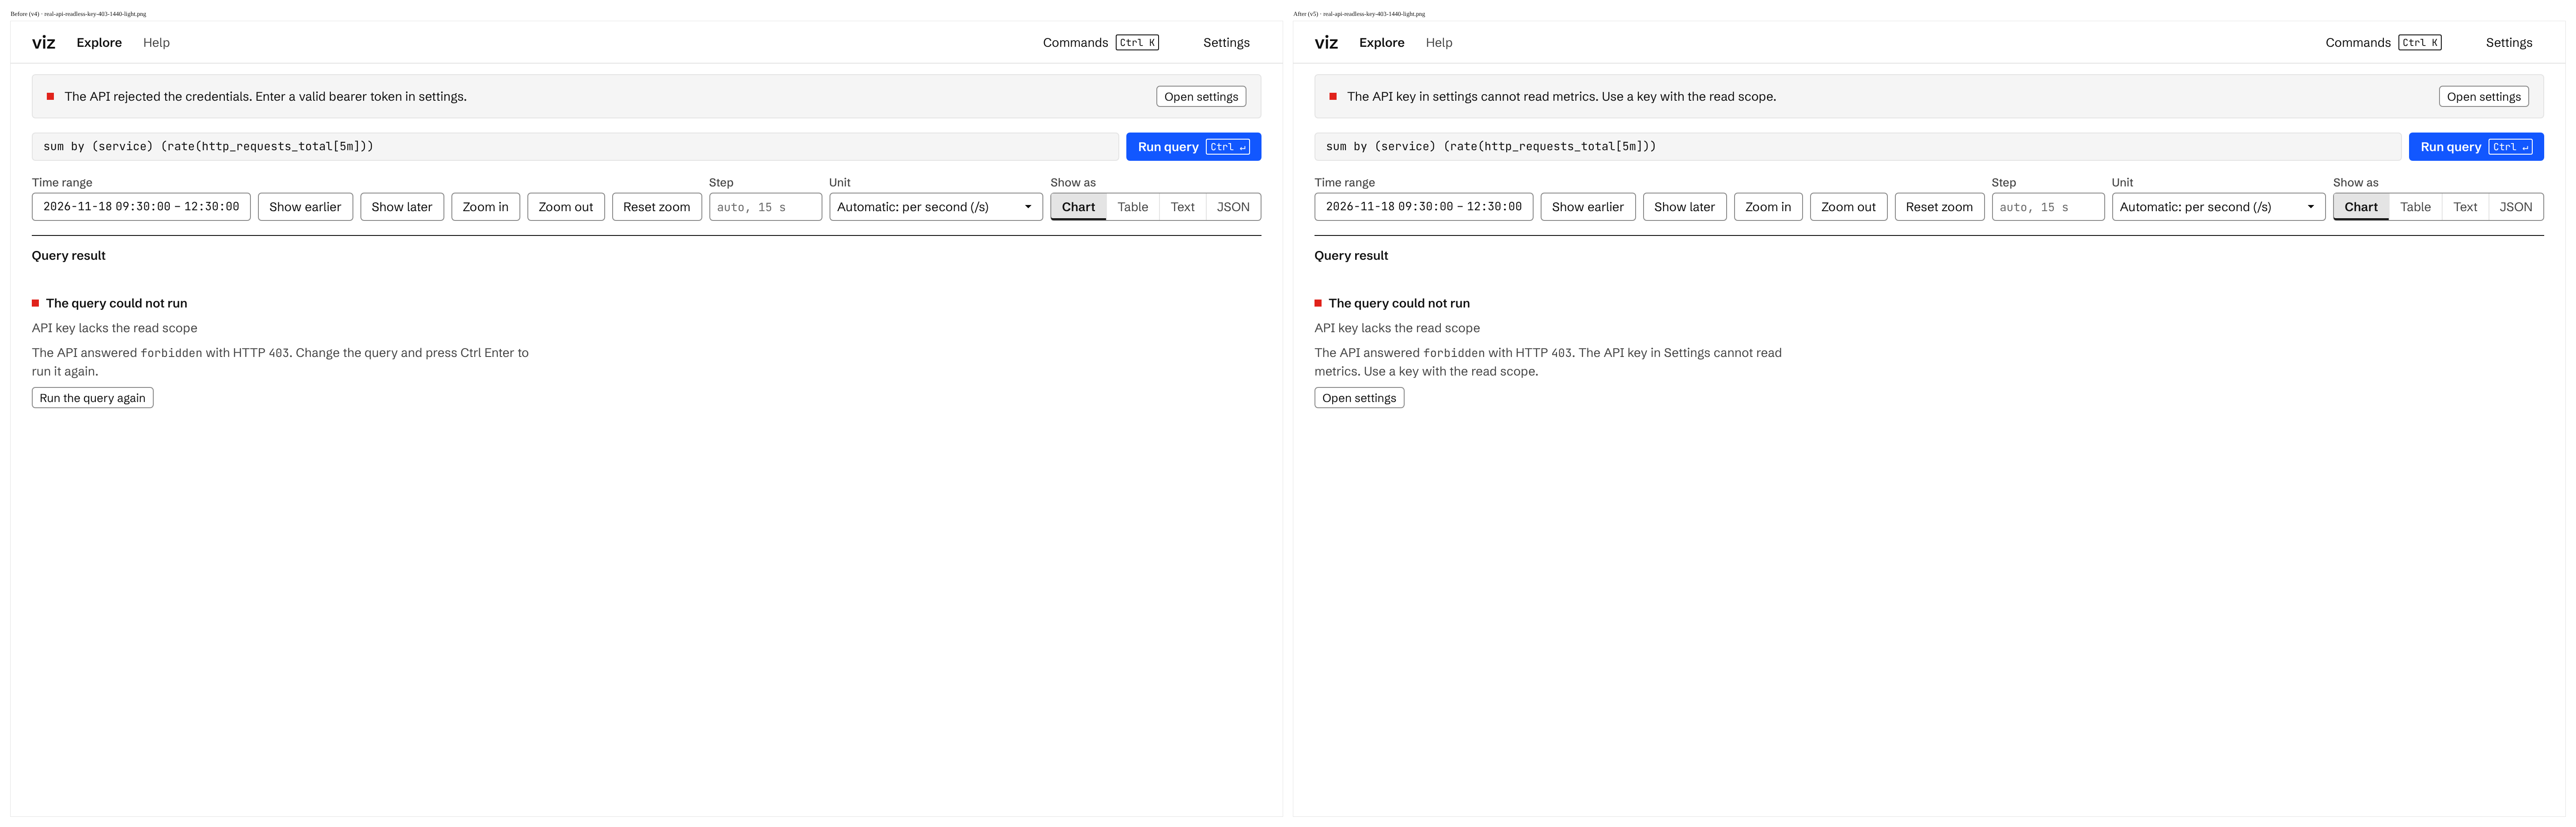 Before (v4) · real-api-readless-key-403-1440-light.png
viz Explore Help Commands Ctrl K Settings
The API rejected the credentials. Enter a valid bearer token in settings. Open settings
sum by (service) (rate(http_requests_total[5m])) Run query Ctrl ↵
Time range Step Unit Show as
2026-11-18 09:30:00 – 12:30:00 Show earlier Show later Zoom in Zoom out Reset zoom auto, 15 s Automatic: per second (/s) Chart Table Text JSON
Query result
The query could not run
API key lacks the read scope
The API answered forbidden with HTTP 403. Change the query and press Ctrl Enter to
run it again.
Run the query again
After (v5) · real-api-readless-key-403-1440-light.png
viz Explore Help Commands Ctrl K Settings
The API key in settings cannot read metrics. Use a key with the read scope. Open settings
sum by (service) (rate(http_requests_total[5m])) Run query Ctrl ↵
Time range Step Unit Show as
2026-11-18 09:30:00 – 12:30:00 Show earlier Show later Zoom in Zoom out Reset zoom auto, 15 s Automatic: per second (/s) Chart Table Text JSON
Query result
The query could not run
API key lacks the read scope
The API answered forbidden with HTTP 403. The API key in Settings cannot read
metrics. Use a key with the read scope.
Open settings